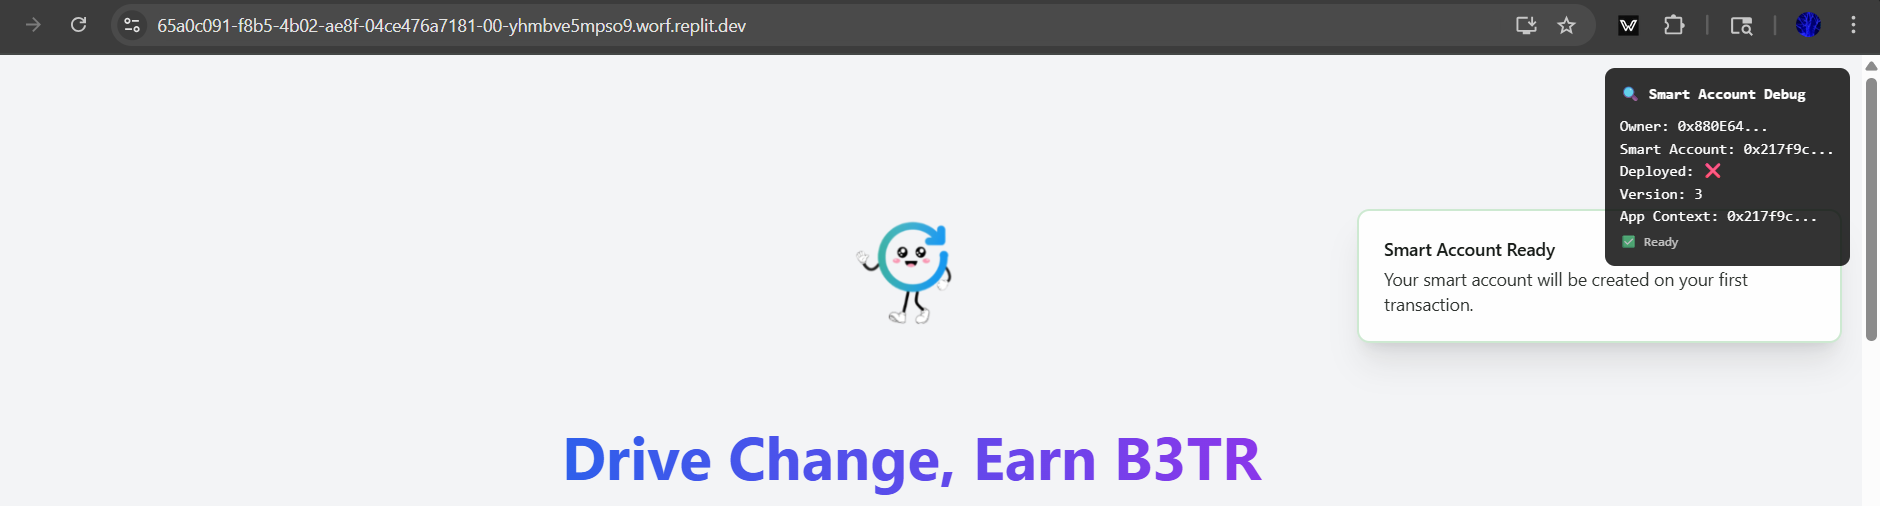 65a0c091-f8b5-4b02-ae8f-04ce476a7181-00-yhmbve5mpso9.worf.replit.dev
Smart Account Debug
Owner: 0x880E64...
Smart Account: 0x217f9c...
Deployed: ❌
Version: 3
App Context: 0x217f9c...
✅ Ready
Smart Account Ready
Your smart account will be created on your first
transaction.
Drive Change, Earn B3TR